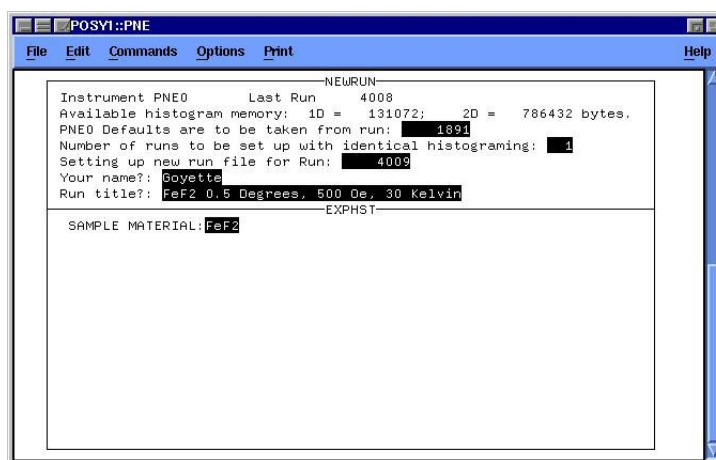 POSY1::PNE
File Edit Commands Options Print Help
NEWRUN
Instrument PNE0 Last Run 4008
Available histogram memory: 1D = 131072; 2D = 786432 bytes.
PNE0 Defaults are to be taken from run: 1891
Number of runs to be set up with identical histograming: 1
Setting up new run file for Run: 4009
Your name?: Goyette
Run title?: FeF2 0.5 Degrees, 500 Oe, 30 Kelvin
EXPHST
SAMPLE MATERIAL:FeF2